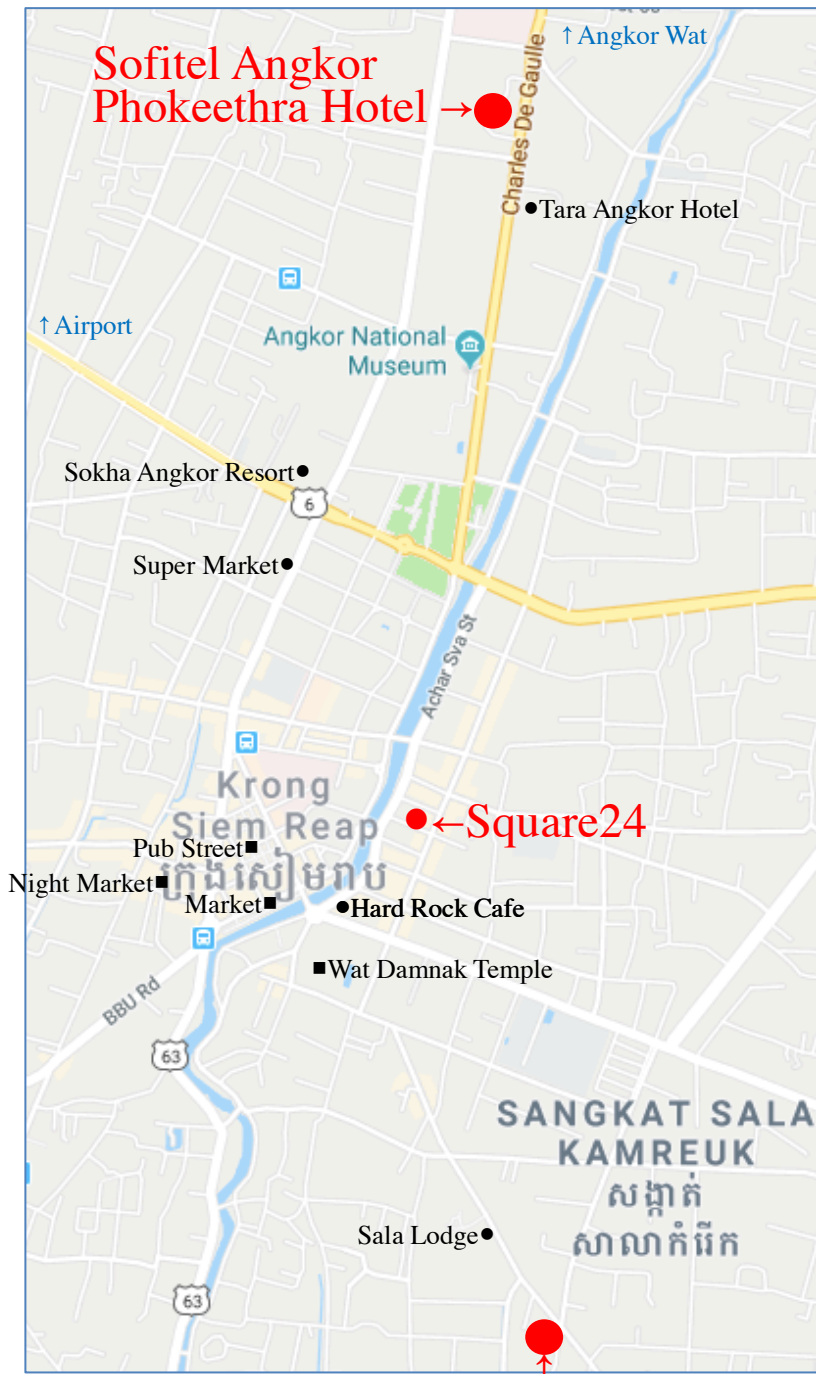 ↑Angkor Wat
Sofitel Angkor
Phokeethra Hotel →
Charles De Gaulle
Tara Angkor Hotel
↑Airport
Angkor National
Museum
Sokha Angkor Resort
6
Super Market
Achar Sva St
Krong
Siem Reap
ក្រុងសៀមរាប
←Square24
Pub Street
Night Market
Market
Hard Rock Cafe
Wat Damnak Temple
BBU Rd
63
SANGKAT SALA
KAMREUK
សង្កាត់
សាលាកំរើក
Sala Lodge
63
↑